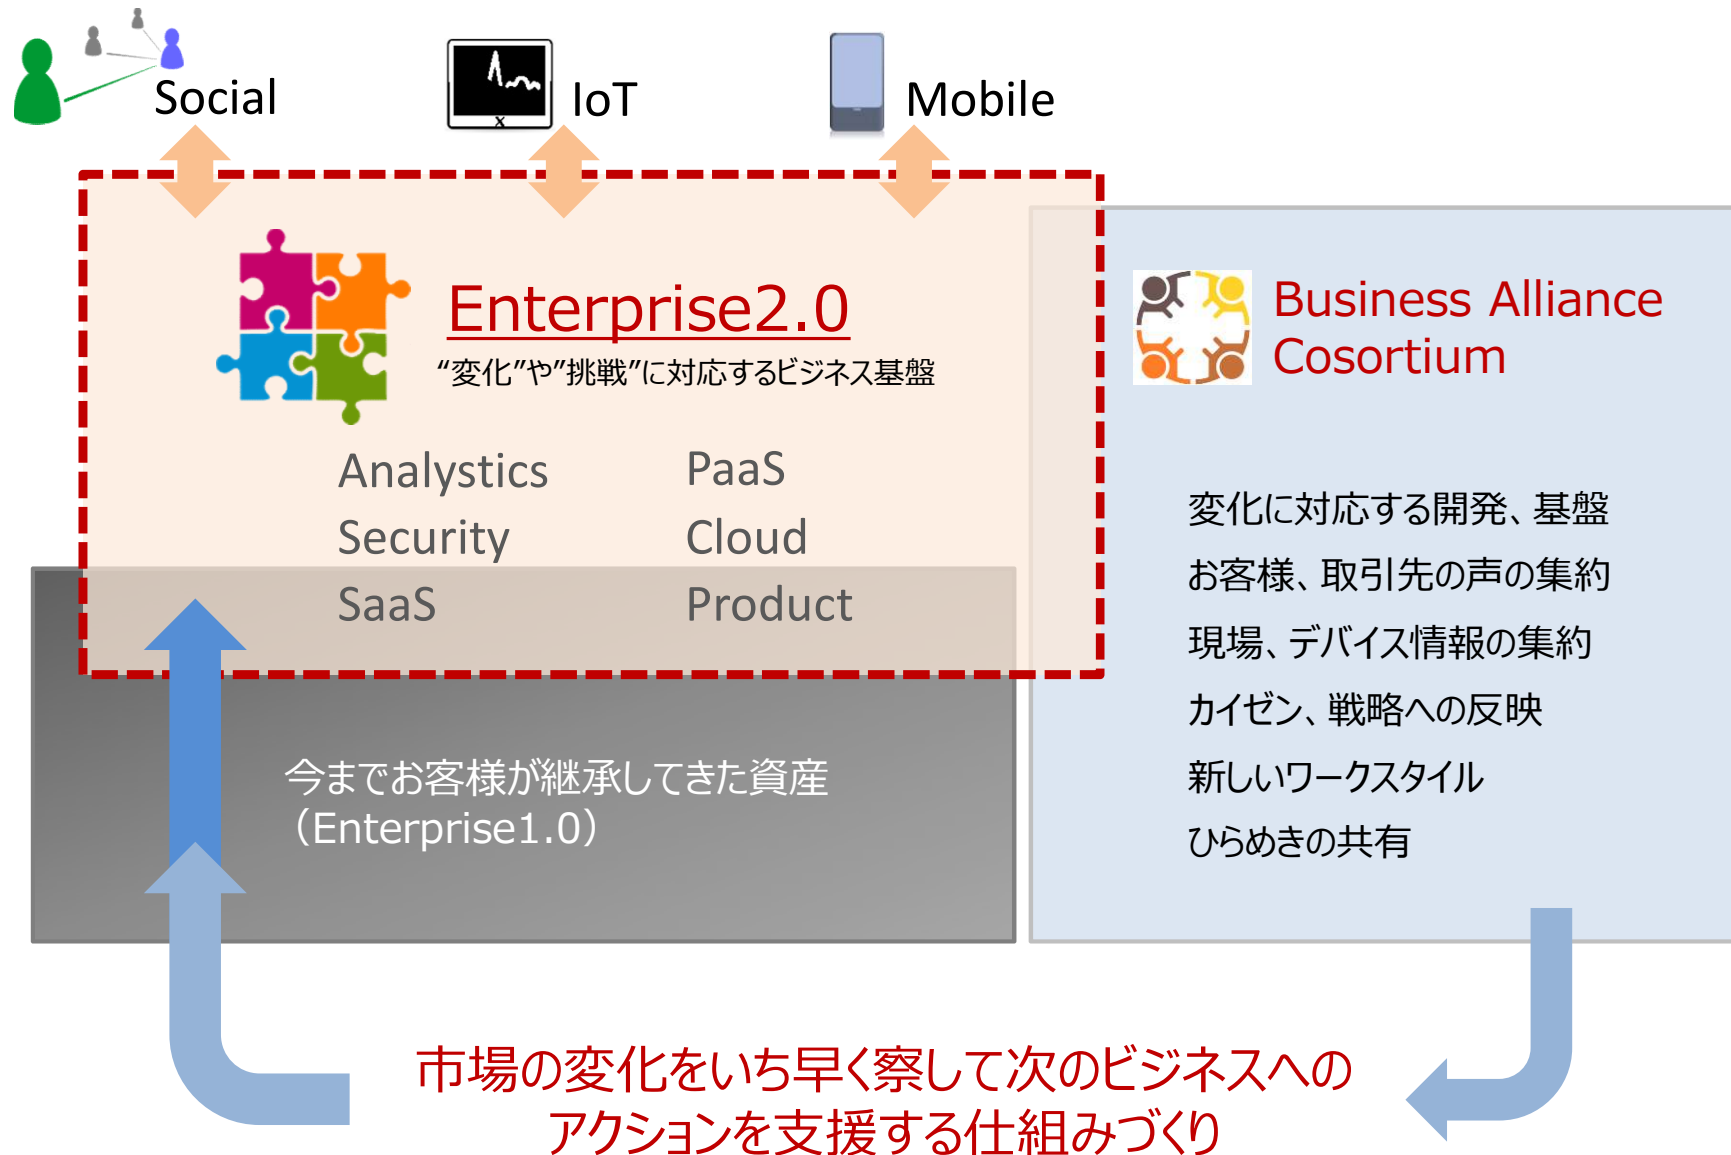 Social
IoT
Mobile
Enterprise2.0
“変化”や”挑戦”に対応するビジネス基盤
Analystics
PaaS
Security
Cloud
SaaS
Product
Business Alliance
Cosortium
変化に対応する開発、基盤
お客様、取引先の声の集約
現場、デバイス情報の集約
カイゼン、戦略への反映
新しいワークスタイル
ひらめきの共有
今までお客様が継承してきた資産
（Enterprise1.0）
市場の変化をいち早く察して次のビジネスへの
アクションを支援する仕組みづくり